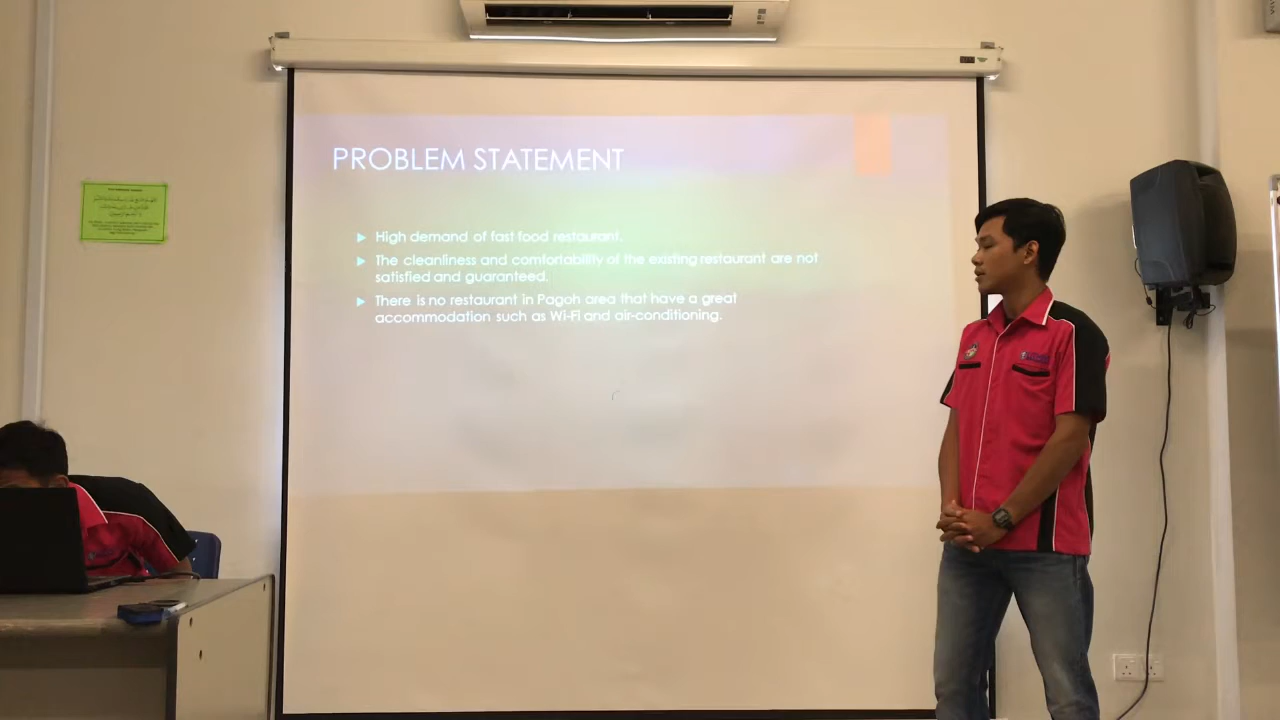 PROBLEM STATEMENT
High demand of fast food restaurant.
The cleanliness and comfortability of the existing restaurant are not
satisfied and guaranteed.
There is no restaurant in Pagoh area that have a great
accommodation such as Wi-Fi and air-conditioning.